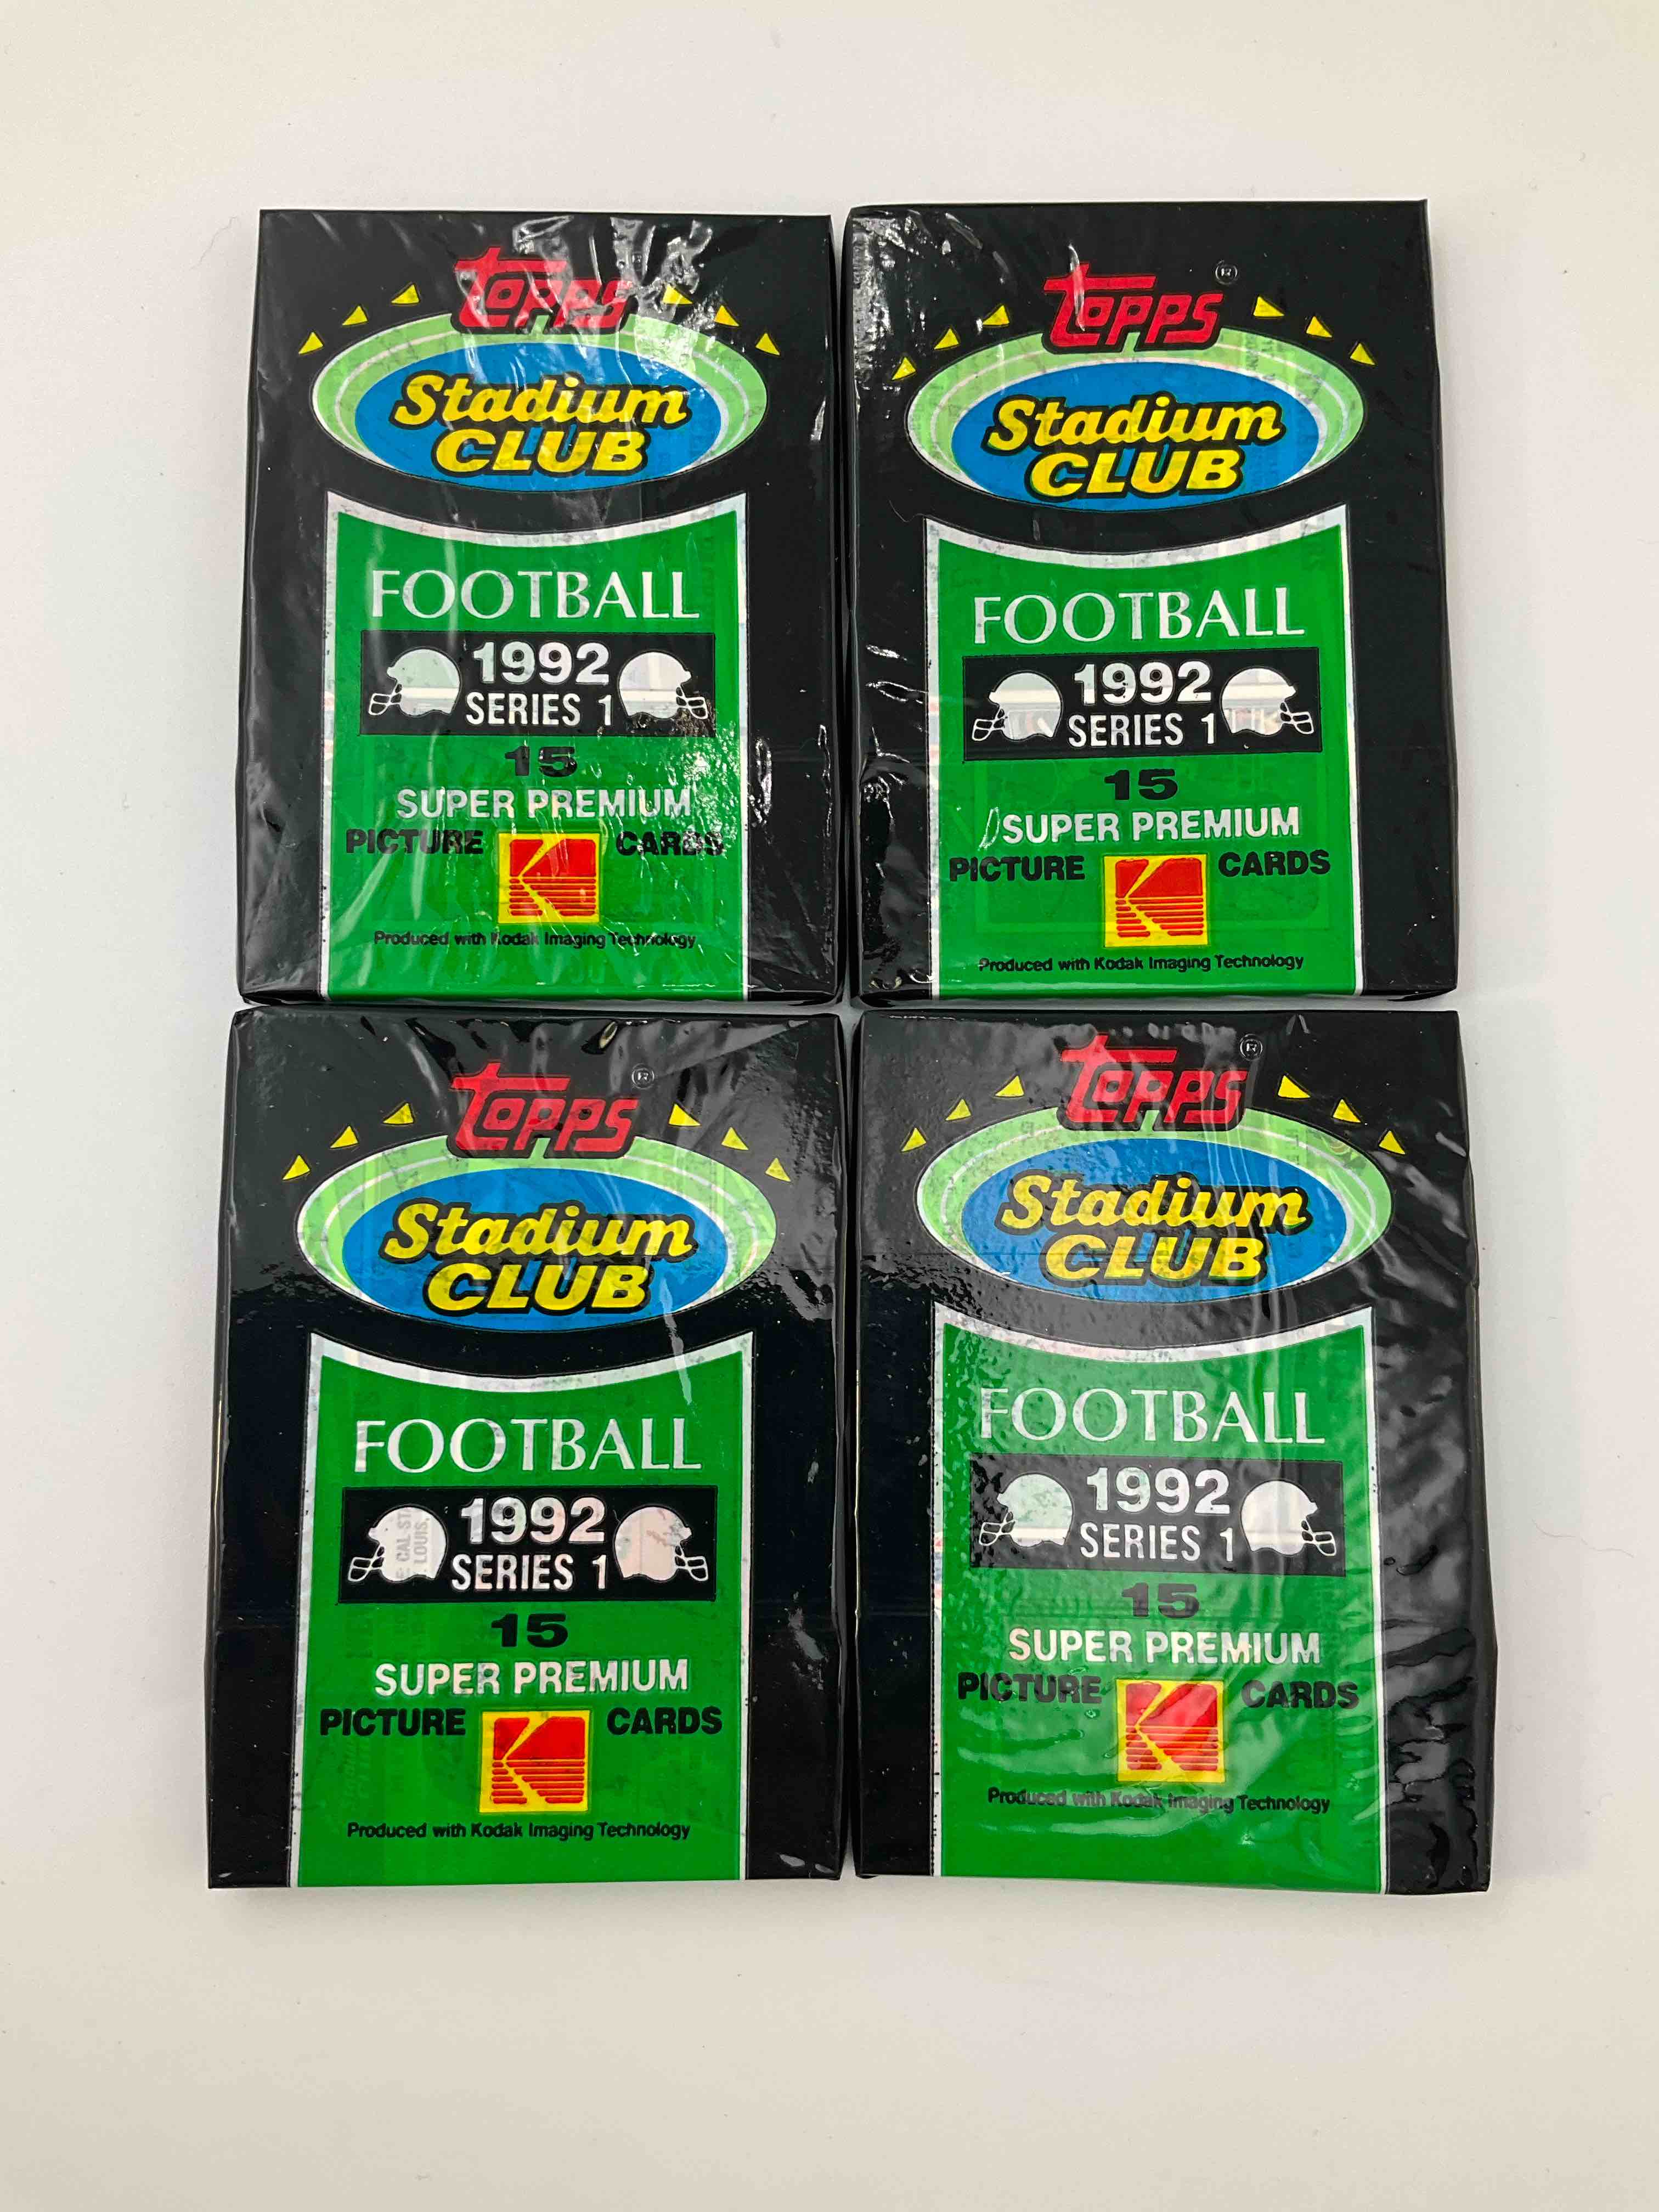 Topps
Stadium
CLUB
FOOTBALL
1992
SERIES 1
15
SUPER PREMIUM
PICTURE CARDS
Produced with Kodak Imaging Technology
Topps ®
Stadium
CLUB
FOOTBALL
1992
SERIES 1
15
SUPER PREMIUM
PICTURE CARDS
Produced with Kodak Imaging Technology
Topps ®
Stadium
CLUB
FOOTBALL
1992
SERIES 1
CAL ST.
LOUIS.
15
SUPER PREMIUM
PICTURE CARDS
Produced with Kodak Imaging Technology
Topps ®
Stadium
CLUB
FOOTBALL
1992
SERIES 1
15
SUPER PREMIUM
PICTURE CARDS
Produced with Kodak Imaging Technology